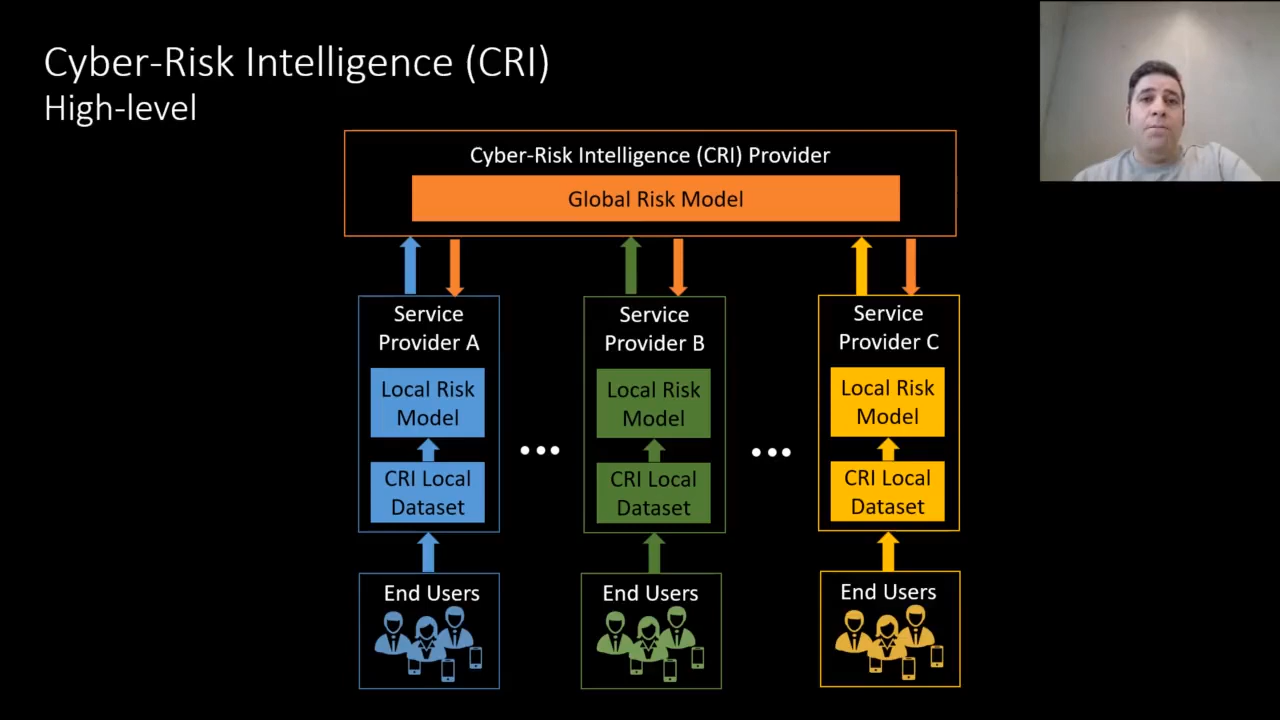 Cyber-Risk Intelligence (CRI)
High-level
Cyber-Risk Intelligence (CRI) Provider
Global Risk Model
Service
Provider A
Local Risk
Model
CRI Local
Dataset
End Users
Service
Provider B
Local Risk
Model
CRI Local
Dataset
End Users
Service
Provider C
Local Risk
Model
CRI Local
Dataset
End Users